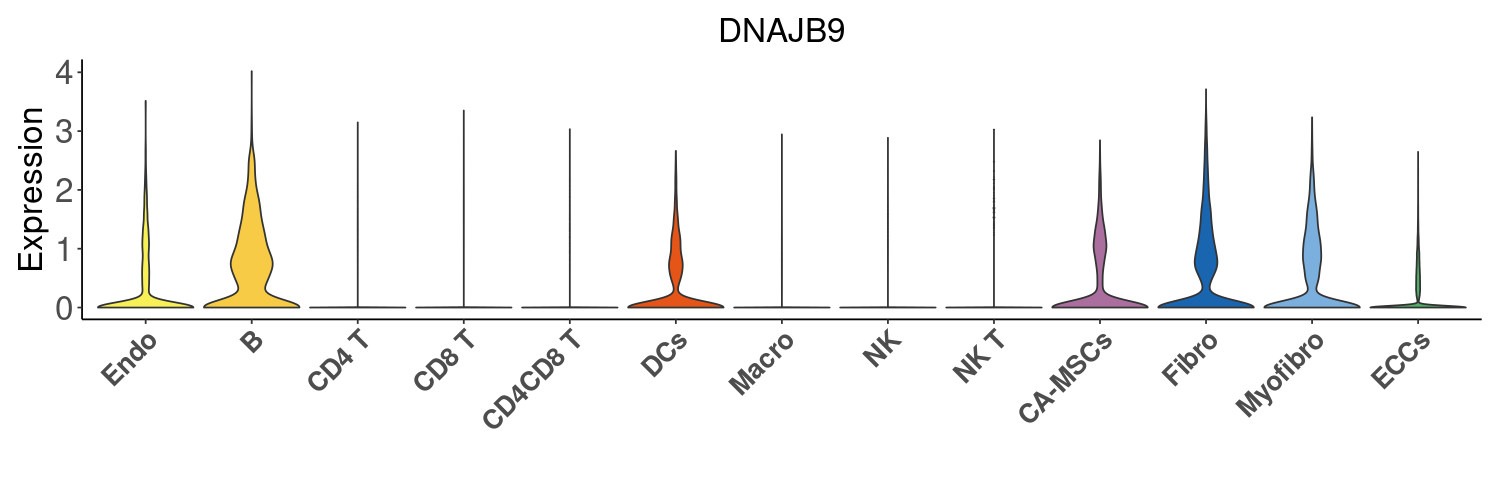 DNAJB9
Expression
4
3
2
1
0
Endo
B
CD4 T
CD8 T
CD4CD8 T
DCs
Macro
NK
NK T
CA-MSCs
Fibro
Myofibro
ECCs